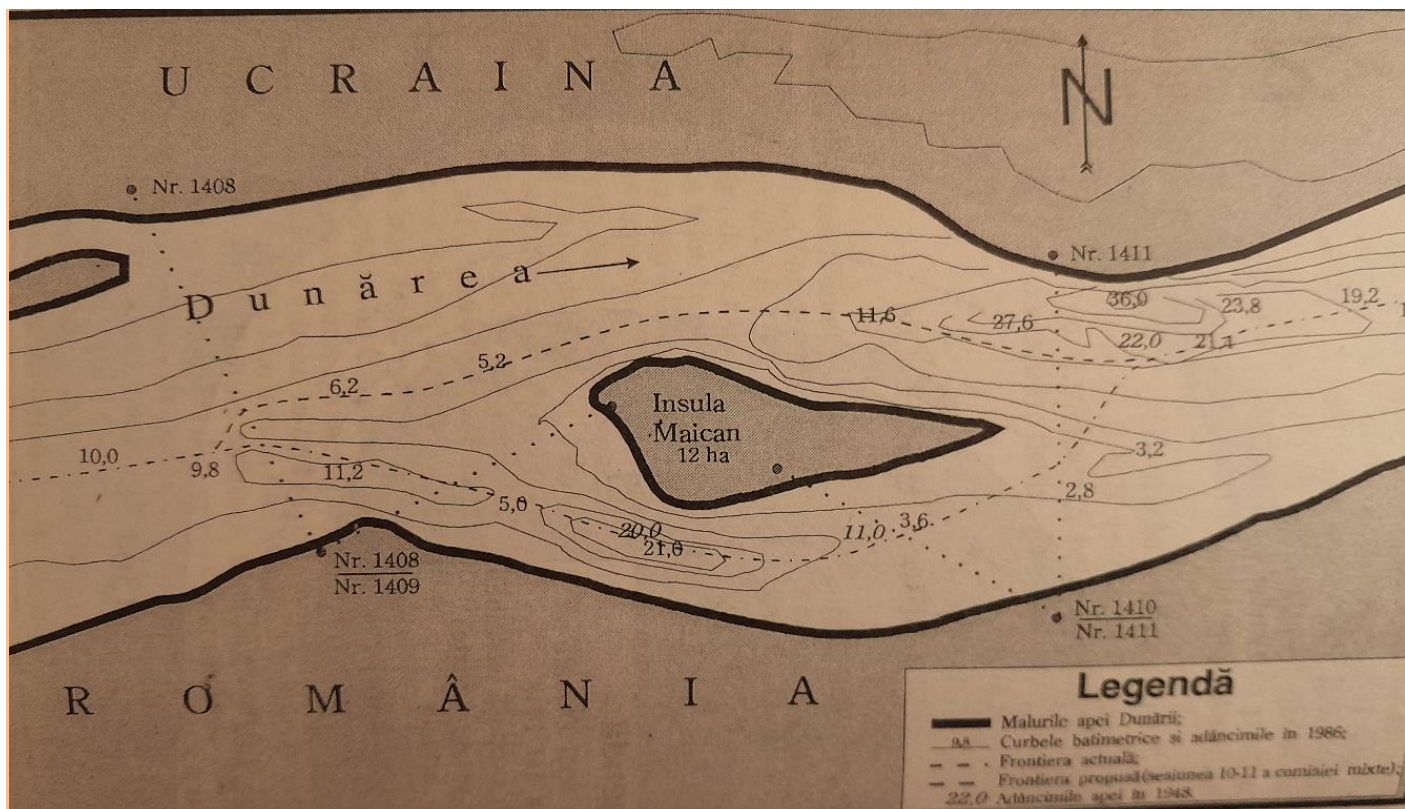 UCRAINA
N
Nr. 1408
Nr. 1411
Dunărea
36,0
23,8
19,2
11,6
27,6
22,0
21,1
5,2
6,2
Insula
Maican
12 ha
10,0
9,8
11,2
3,2
5,0
2,8
20,0
21,0
11,0
3,6
Nr. 1408
Nr. 1409
Nr. 1410
Nr. 1411
ROMÂNIA
Legendă
Malurile apei Dunării;
9,8 Curbele batimetrice si adâncimile în 1986;
Frontiera actuală;
Frontiera propusă (sesiunea 10-11 a comisiei mixte);
22,0 Adâncimile apei în 1948.